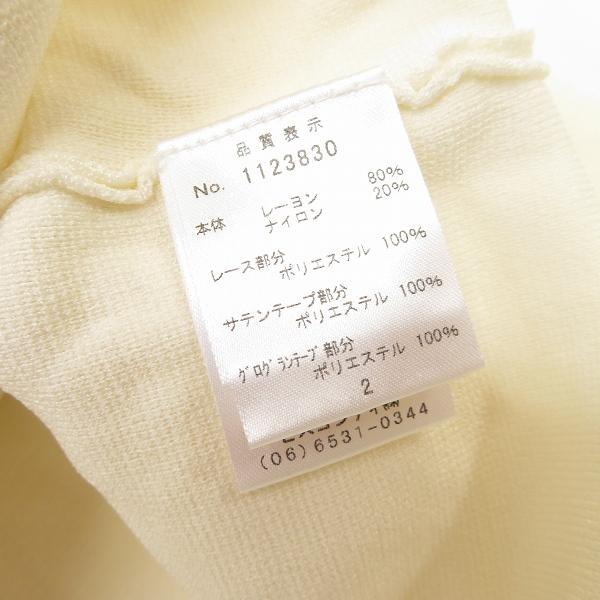 品質表示
No. 1123830
本体 レーヨン 80%
ナイロン 20%
レース部分
ポリエステル 100%
サテンテープ部分
ポリエステル 100%
ｸﾞﾛｸﾞﾗﾝﾃｰﾌﾟ部分
ポリエステル 100%
2
(06)6531-0344